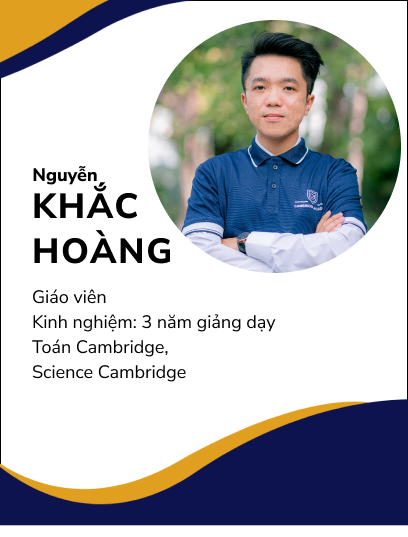 Nguyễn
KHẮC
HOÀNG
Giáo viên
Kinh nghiệm: 3 năm giảng dạy
Toán Cambridge,
Science Cambridge